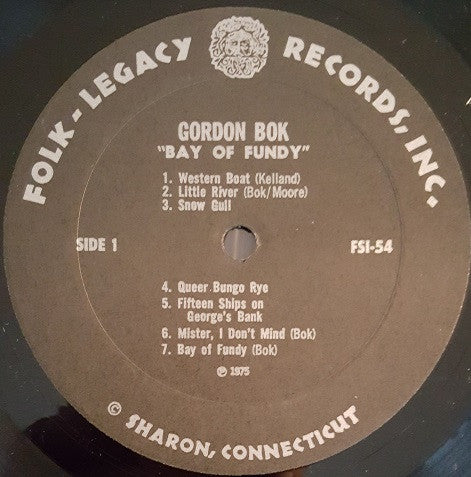 FOLK-LEGACY RECORDS, INC.
GORDON BOK
"BAY OF FUNDY"
1. Western Boat (Kelland)
2. Little River (Bok/Moore)
3. Snow Gull
SIDE 1
FSI-54
4. Queer Bungo Rye
5. Fifteen Ships on
George's Bank
6. Mister, I Don't Mind (Bok)
7. Bay of Fundy (Bok)
℗ 1975
© SHARON, CONNECTICUT